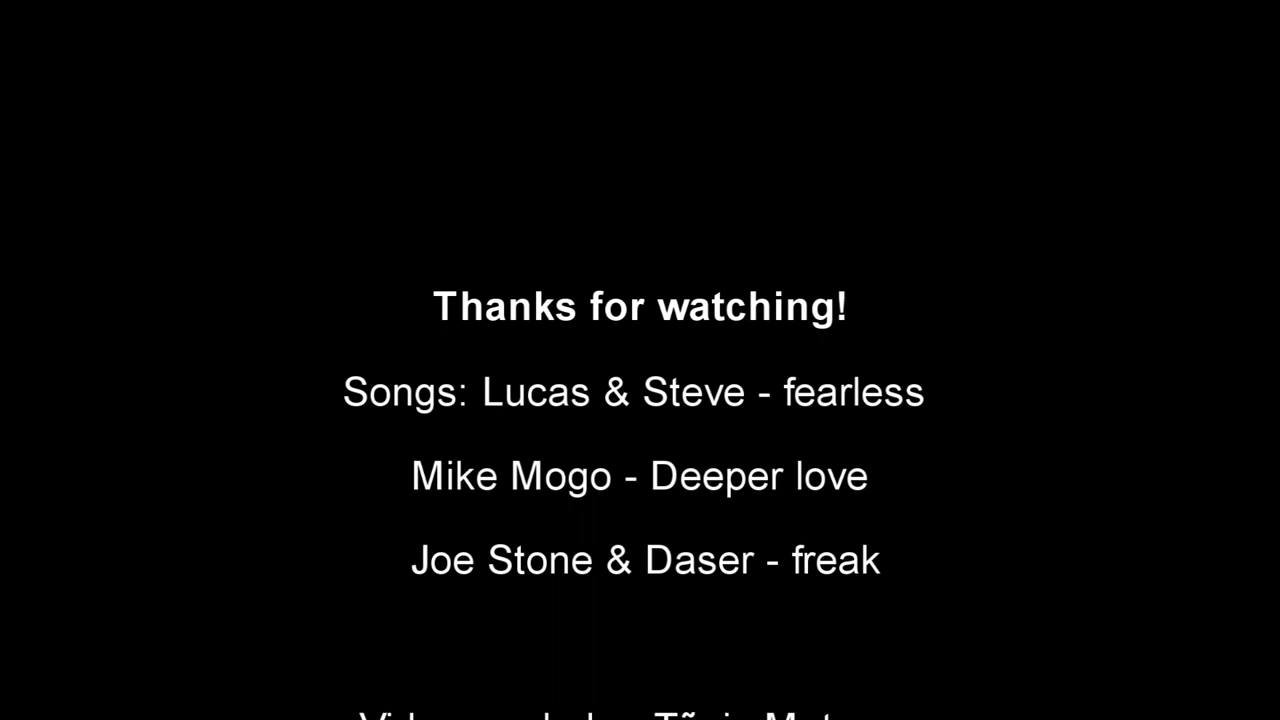 Thanks for watching!
Songs: Lucas & Steve - fearless
Mike Mogo - Deeper love
Joe Stone & Daser - freak